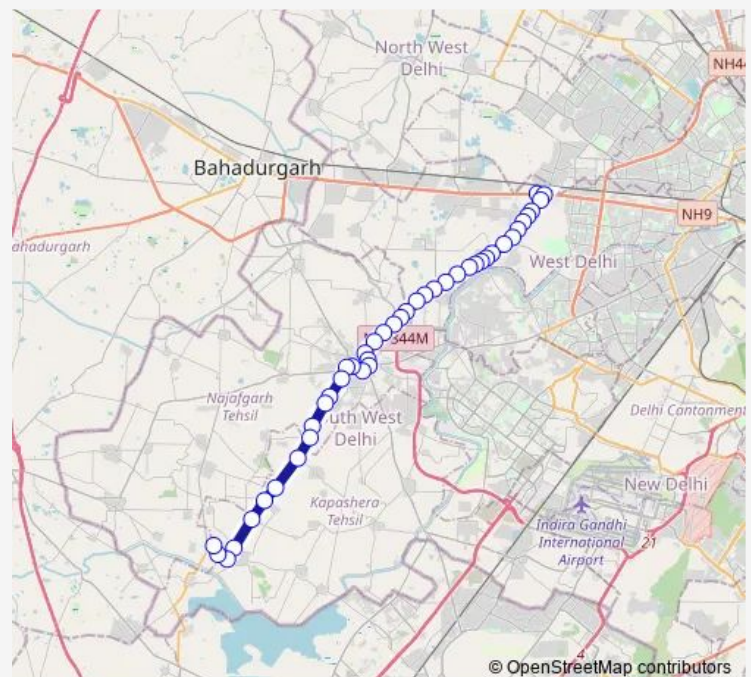 North West
Delhi
NH44
Bahadurgarh
NH9
ahadurgarh
West Delhi
344M
Najafgarh
Tehsil
uth West
Delhi
Delhi Cantonment
Kapashera
Tehsil
New Delhi
Indira Gandhi
International
Airport
21
4
© OpenStreetMap contributors